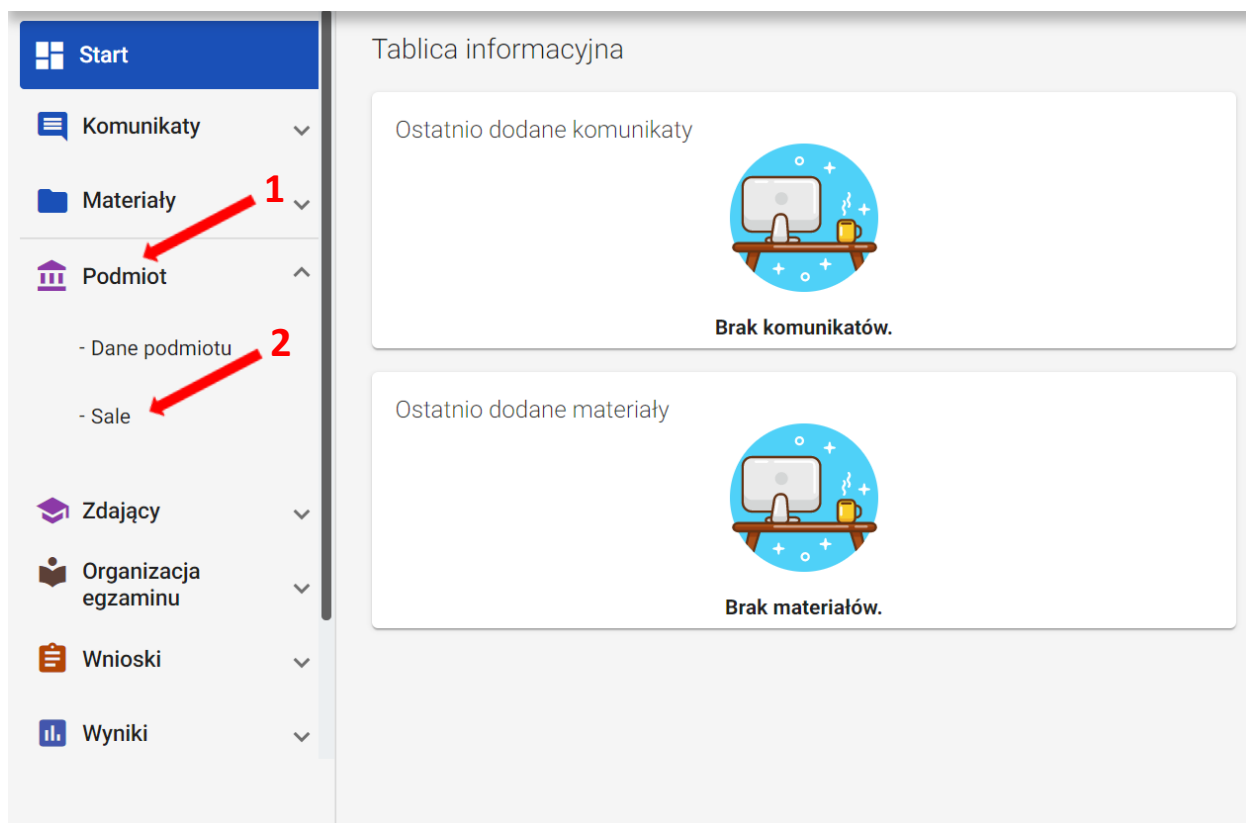 Start
Komunikaty
Materiały
1
Podmiot
- Dane podmiotu
2
- Sale
Zdający
Organizacja
egzaminu
Wnioski
Wyniki
Tablica informacyjna
Ostatnio dodane komunikaty
Brak komunikatów.
Ostatnio dodane materiały
Brak materiałów.